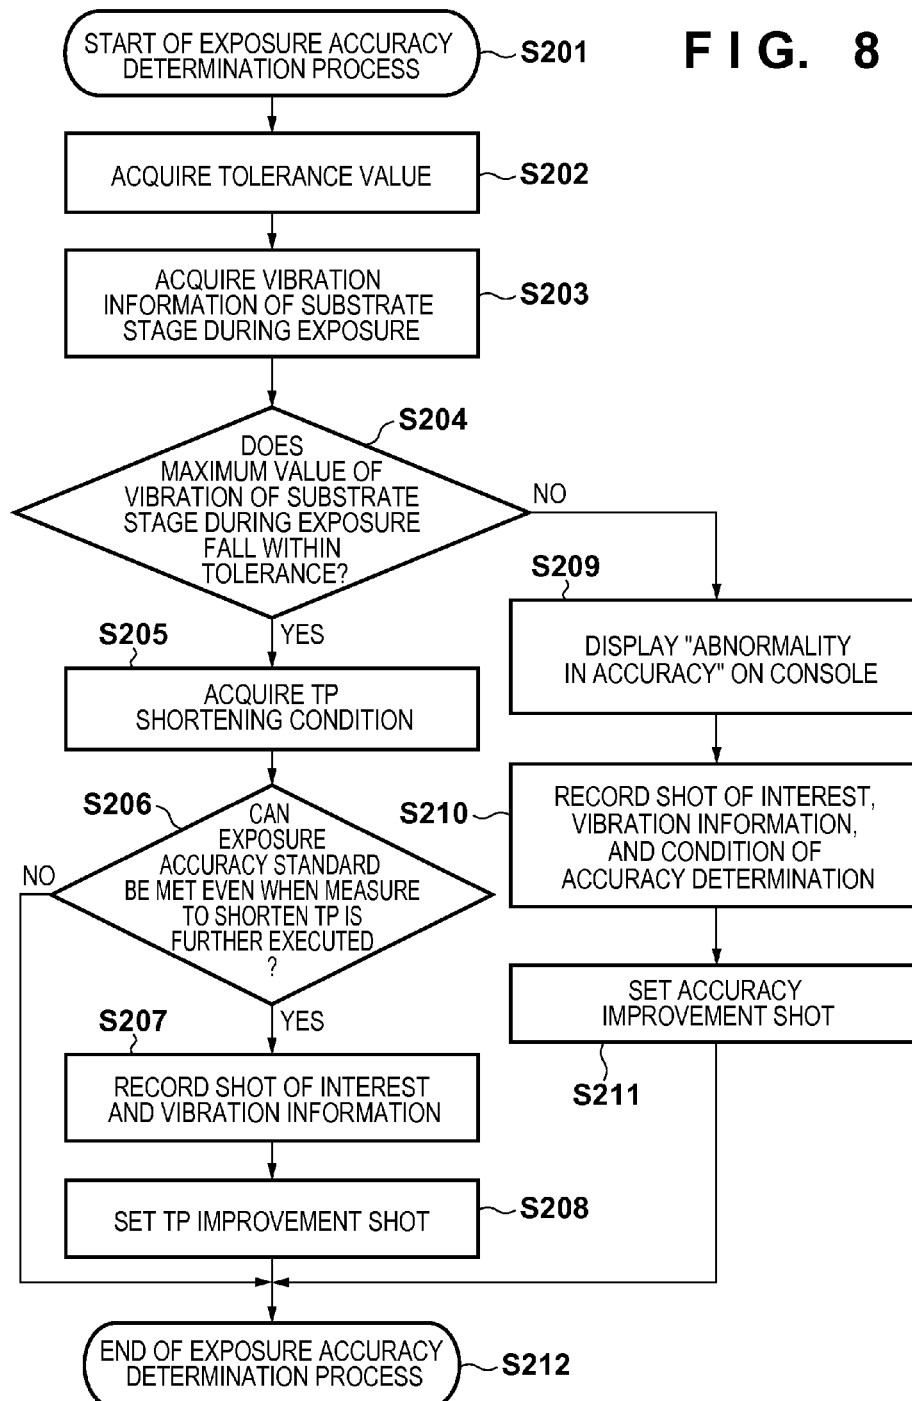 START OF EXPOSURE ACCURACY
DETERMINATION PROCESS
S201
FIG. 8
ACQUIRE TOLERANCE VALUE
S202
ACQUIRE VIBRATION
INFORMATION OF SUBSTRATE
STAGE DURING EXPOSURE
S203
S204
DOES
MAXIMUM VALUE OF
VIBRATION OF SUBSTRATE
STAGE DURING EXPOSURE
FALL WITHIN
TOLERANCE?
NO
YES
S205
ACQUIRE TP
SHORTENING CONDITION
S206
CAN
EXPOSURE
ACCURACY STANDARD
BE MET EVEN WHEN MEASURE
TO SHORTEN TP IS
FURTHER EXECUTED
?
NO
YES
S207
RECORD SHOT OF INTEREST
AND VIBRATION INFORMATION
SET TP IMPROVEMENT SHOT
S208
S209
DISPLAY "ABNORMALITY
IN ACCURACY" ON CONSOLE
S210
RECORD SHOT OF INTEREST,
VIBRATION INFORMATION,
AND CONDITION OF
ACCURACY DETERMINATION
SET ACCURACY
IMPROVEMENT SHOT
S211
END OF EXPOSURE ACCURACY
DETERMINATION PROCESS
S212